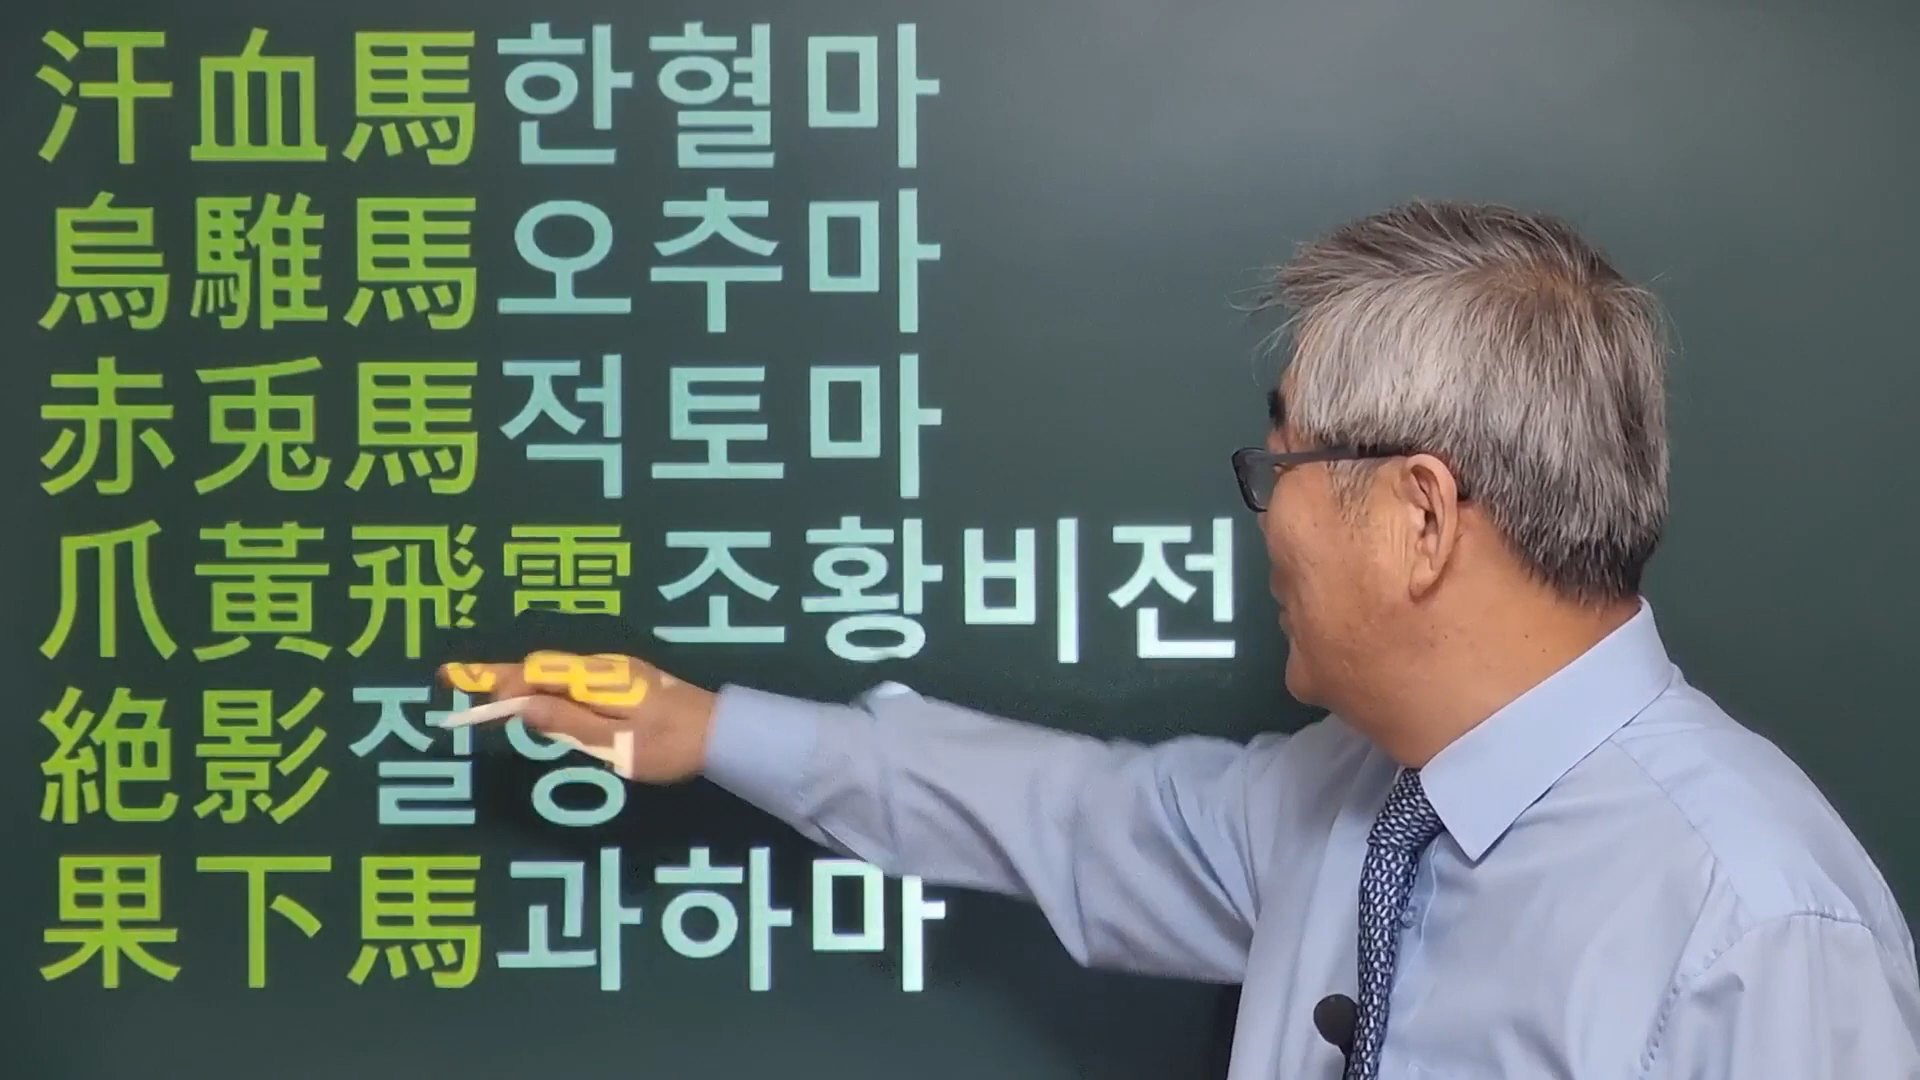 汗血馬한혈마
烏騅馬오추마
赤兎馬적토마
爪黃飛電조황비전
絶影절영
果下馬과하마